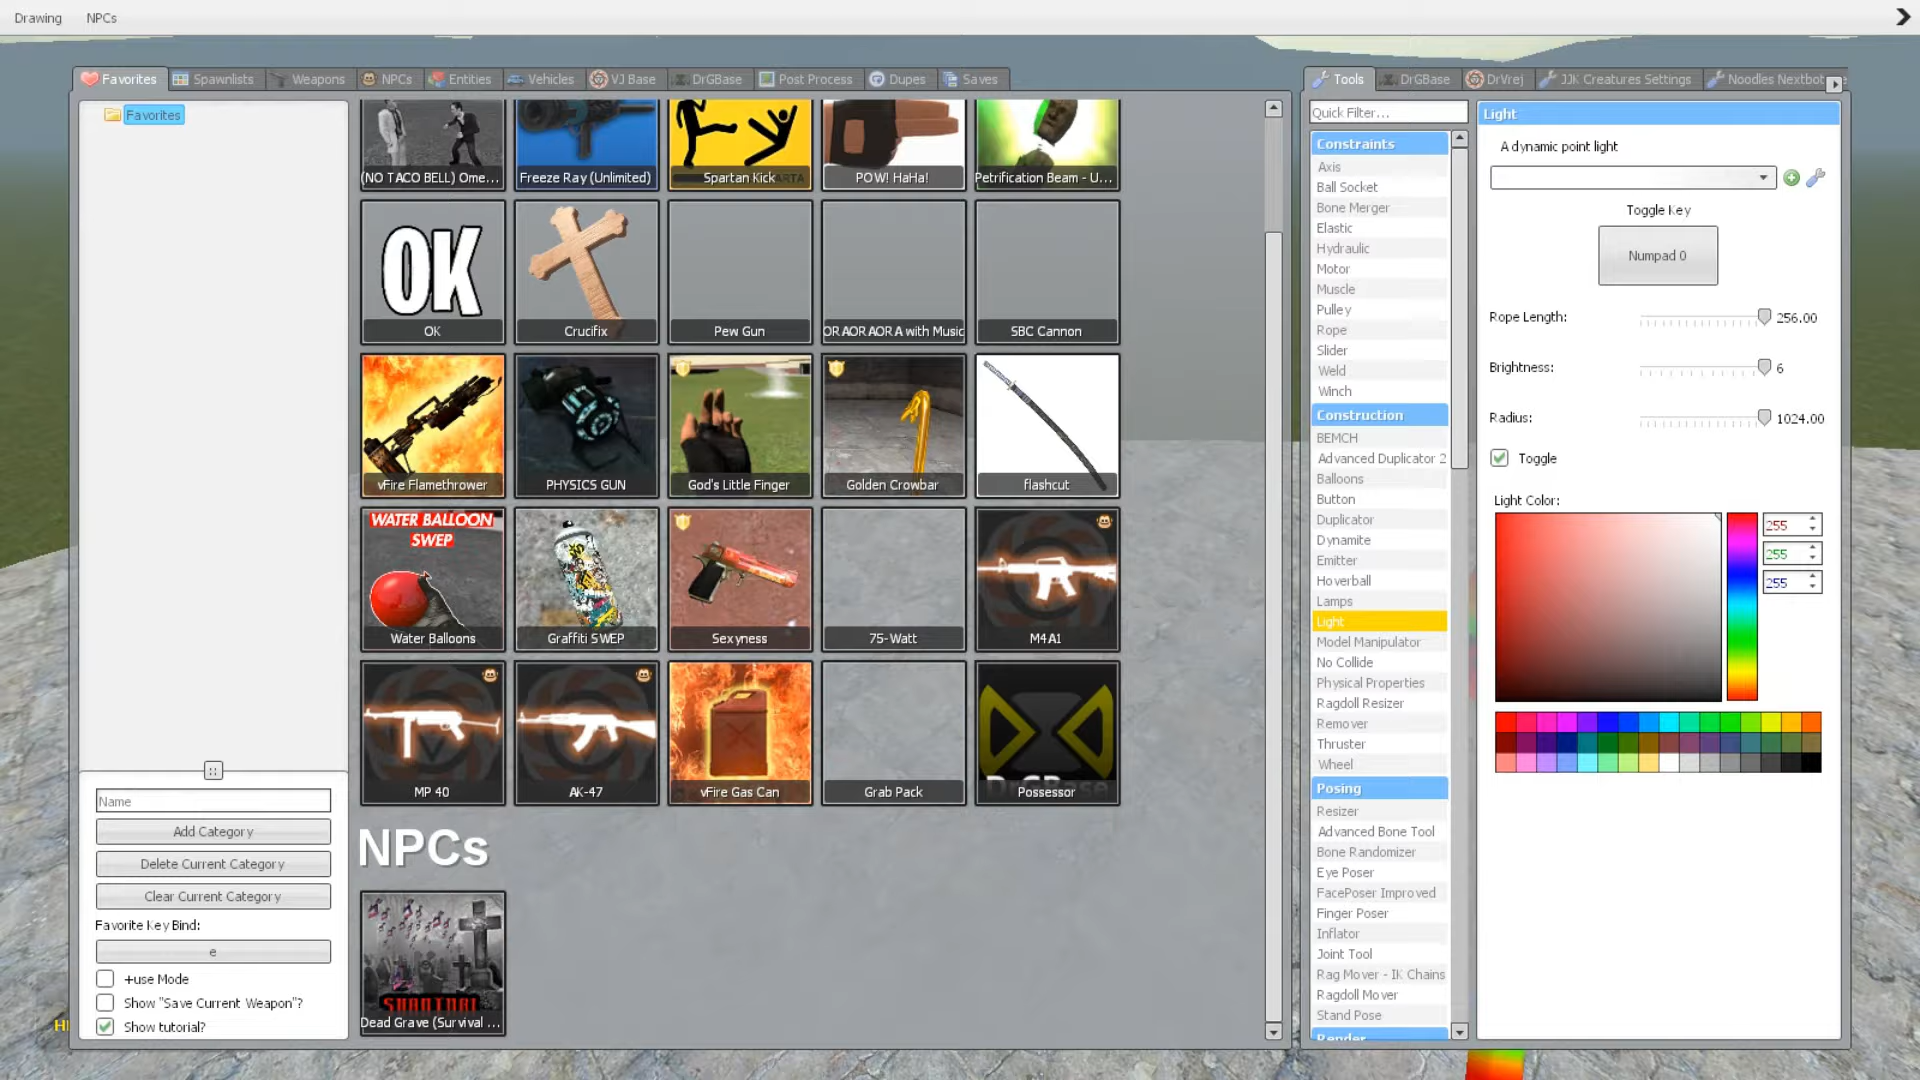 Drawing NPCs
Favorites Spawnlists Weapons NPCs Entities Vehicles VJ Base DrGBase Post Process Dupes Saves
Favorites
(NO TACO BELL) Ome... Freeze Ray (Unlimited) Spartan Kick POW! HaHa! Petrification Beam - U...
OK
OK Crucifix Pew Gun OR AOR AOR A with Music SBC Cannon
vFire Flamethrower PHYSICS GUN God's Little Finger Golden Crowbar flashcut
WATER BALLOON
SWEP
Water Balloons Graffiti SWEP Sexyness 75-Watt M4A1
MP 40 AK-47 vFire Gas Can Grab Pack Possessor
NPCs
Dead Grave (Survival ...
Name
Add Category
Delete Current Category
Clear Current Category
Favorite Key Bind:
e
+use Mode
Show "Save Current Weapon"?
Show tutorial?
Tools DrGBase DrVrej JJK Creatures Settings Noodles Nextbot
Quick Filter...
Constraints
Axis
Ball Socket
Bone Merger
Elastic
Hydraulic
Motor
Muscle
Pulley
Rope
Slider
Weld
Winch
Construction
BEMCH
Advanced Duplicator 2
Balloons
Button
Duplicator
Dynamite
Emitter
Hoverball
Lamps
Light
Model Manipulator
No Collide
Physical Properties
Ragdoll Resizer
Remover
Thruster
Wheel
Posing
Resizer
Advanced Bone Tool
Bone Randomizer
Eye Poser
FacePoser Improved
Finger Poser
Inflator
Joint Tool
Rag Mover - IK Chains
Ragdoll Mover
Stand Pose
Render
Light
A dynamic point light
Toggle Key
Numpad 0
Rope Length: 256.00
Brightness: 6
Radius: 1024.00
Toggle
Light Color:
255
255
255